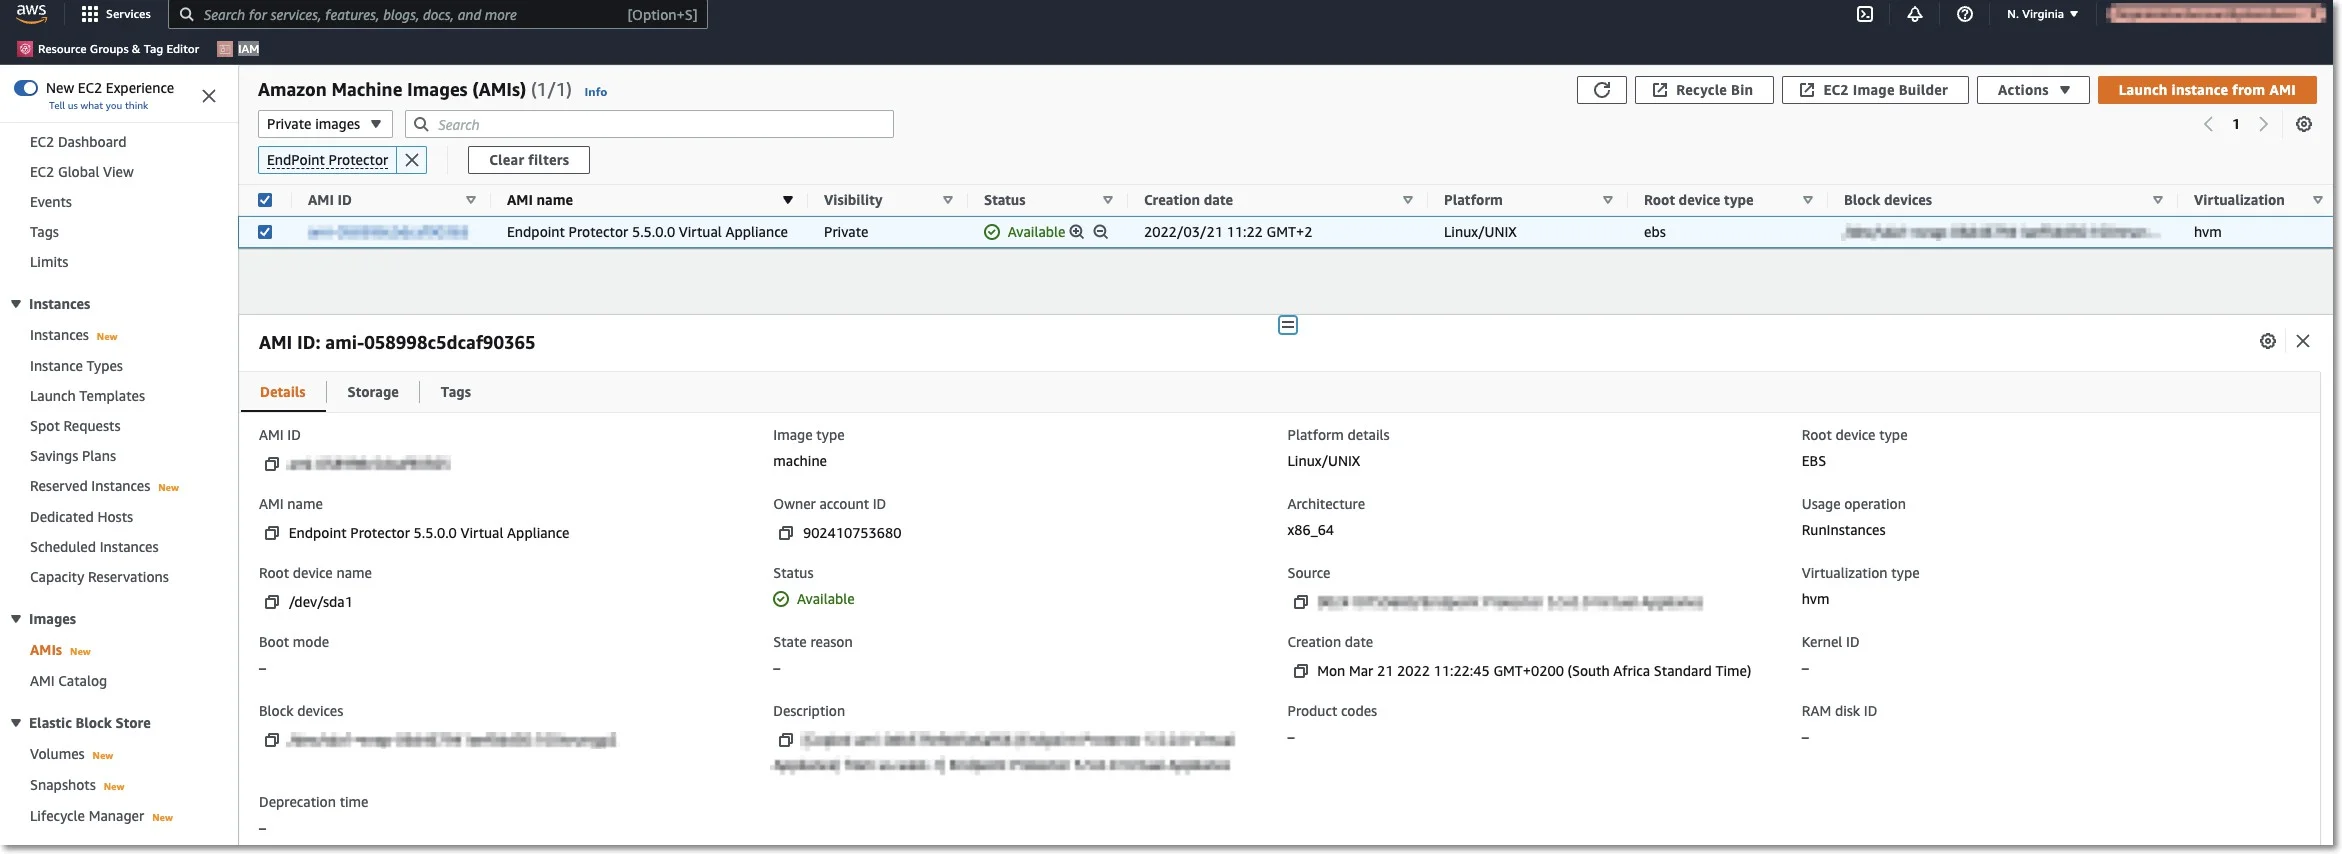 aws
Services
Search for services, features, blogs, docs, and more
[Option+S]
N. Virginia
Resource Groups & Tag Editor
IAM
New EC2 Experience
Tell us what you think
EC2 Dashboard
EC2 Global View
Events
Tags
Limits
Instances
Instances New
Instance Types
Launch Templates
Spot Requests
Savings Plans
Reserved Instances New
Dedicated Hosts
Scheduled Instances
Capacity Reservations
Images
AMIs New
AMI Catalog
Elastic Block Store
Volumes New
Snapshots New
Lifecycle Manager New
Amazon Machine Images (AMIs) (1/1) Info
Recycle Bin
EC2 Image Builder
Actions
Launch instance from AMI
Private images
Search
1
EndPoint Protector
Clear filters
AMI ID
AMI name
Visibility
Status
Creation date
Platform
Root device type
Block devices
Virtualization
Endpoint Protector 5.5.0.0 Virtual Appliance
Private
Available
2022/03/21 11:22 GMT+2
Linux/UNIX
ebs
hvm
AMI ID: ami-058998c5dcaf90365
Details
Storage
Tags
AMI ID
Image type
machine
Platform details
Linux/UNIX
Root device type
EBS
AMI name
Endpoint Protector 5.5.0.0 Virtual Appliance
Owner account ID
902410753680
Architecture
x86_64
Usage operation
RunInstances
Root device name
/dev/sda1
Status
Available
Source
Virtualization type
hvm
Boot mode
–
State reason
–
Creation date
Mon Mar 21 2022 11:22:45 GMT+0200 (South Africa Standard Time)
Kernel ID
–
Block devices
Description
Product codes
–
RAM disk ID
–
Deprecation time
–